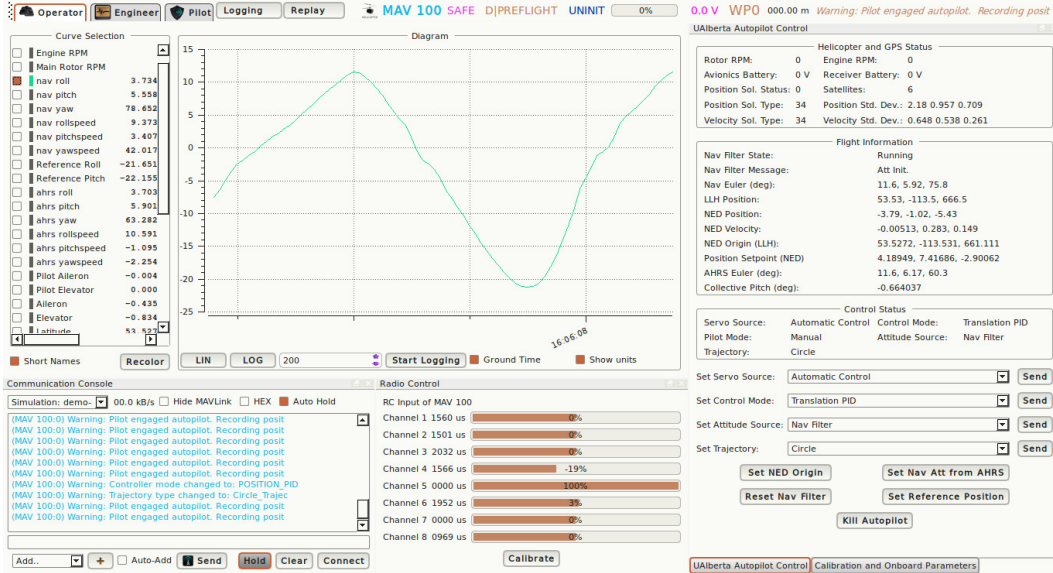 Operator Engineer Pilot Logging Replay MAV 100 SAFE D|PREFLIGHT UNINIT 0% 0.0 V WP0 000.00 m Warning: Pilot engaged autopilot. Recording posit
Curve Selection
Engine RPM
Main Rotor RPM
nav roll 3.734
nav pitch 5.558
nav yaw 78.652
nav rollspeed 9.373
nav pitchspeed 3.407
nav yawspeed 42.017
Reference Roll -21.651
Reference Pitch -22.155
ahrs roll 3.703
ahrs pitch 5.901
ahrs yaw 63.282
ahrs rollspeed 10.591
ahrs pitchspeed -1.095
ahrs yawspeed -2.254
Pilot Aileron -0.004
Pilot Elevator 0.000
Aileron -0.435
Elevator -0.834
Latitude 53.527
Short Names Recolor
Diagram
15
10
5
0
-5
-10
-15
-20
-25
16:06:08
LIN LOG 200 Start Logging Ground Time Show units
Communication Console
Simulation: demo- 00.0 kB/s Hide MAVLink HEX Auto Hold
(MAV 100:0) Warning: Pilot engaged autopilot. Recording posit
(MAV 100:0) Warning: Pilot engaged autopilot. Recording posit
(MAV 100:0) Warning: Pilot engaged autopilot. Recording posit
(MAV 100:0) Warning: Pilot engaged autopilot. Recording posit
(MAV 100:0) Warning: Pilot engaged autopilot. Recording posit
(MAV 100:0) Warning: Pilot engaged autopilot. Recording posit
(MAV 100:0) Warning: Controller mode changed to: POSITION_PID
(MAV 100:0) Warning: Trajectory type changed to: Circle_Trajec
(MAV 100:0) Warning: Pilot engaged autopilot. Recording posit
(MAV 100:0) Warning: Pilot engaged autopilot. Recording posit
Add.. + Auto-Add Send Hold Clear Connect
Radio Control
RC Input of MAV 100
Channel 1 1560 us 0%
Channel 2 1501 us 0%
Channel 3 2032 us 0%
Channel 4 1566 us -19%
Channel 5 0000 us 100%
Channel 6 1952 us 3%
Channel 7 0000 us 0%
Channel 8 0969 us 0%
Calibrate
UAlberta Autopilot Control
Helicopter and GPS Status
Rotor RPM: 0 Engine RPM: 0
Avionics Battery: 0 V Receiver Battery: 0 V
Position Sol. Status: 0 Satellites: 6
Position Sol. Type: 34 Position Std. Dev.: 2.18 0.957 0.709
Velocity Sol. Type: 34 Velocity Std. Dev.: 0.648 0.538 0.261
Flight Information
Nav Filter State: Running
Nav Filter Message: Att Init.
Nav Euler (deg): 11.6, 5.92, 75.8
LLH Position: 53.53, -113.5, 666.5
NED Position: -3.79, -1.02, -5.43
NED Velocity: -0.00513, 0.283, 0.149
NED Origin (LLH): 53.5272, -113.531, 661.111
Position Setpoint (NED) 4.18949, 7.41686, -2.90062
AHRS Euler (deg): 11.6, 6.17, 60.3
Collective Pitch (deg): -0.664037
Control Status
Servo Source: Automatic Control Control Mode: Translation PID
Pilot Mode: Manual Attitude Source: Nav Filter
Trajectory: Circle
Set Servo Source: Automatic Control Send
Set Control Mode: Translation PID Send
Set Attitude Source: Nav Filter Send
Set Trajectory: Circle Send
Set NED Origin Set Nav Att from AHRS
Reset Nav Filter Set Reference Position
Kill Autopilot
UAlberta Autopilot Control Calibration and Onboard Parameters